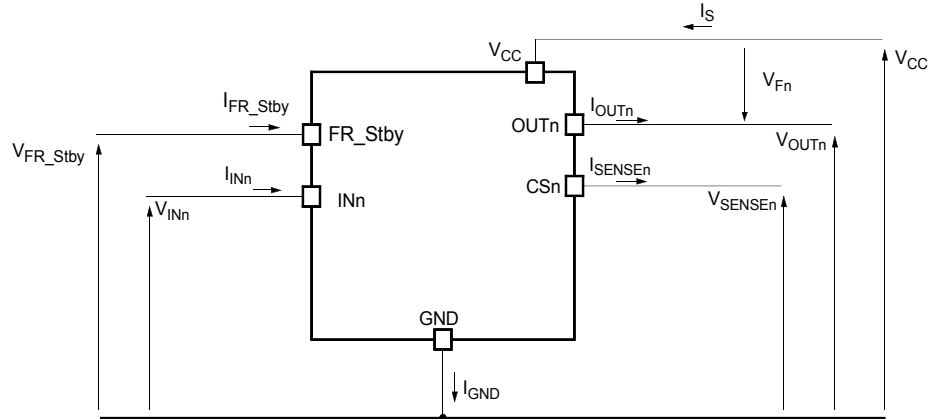 I_S
V_CC
V_CC
V_Fn
I_FR_Stby
I_OUTn
FR_Stby
OUTn
V_FR_Stby
V_OUTn
I_INn
I_SENSEn
INn
CSn
V_INn
V_SENSEn
GND
I_GND